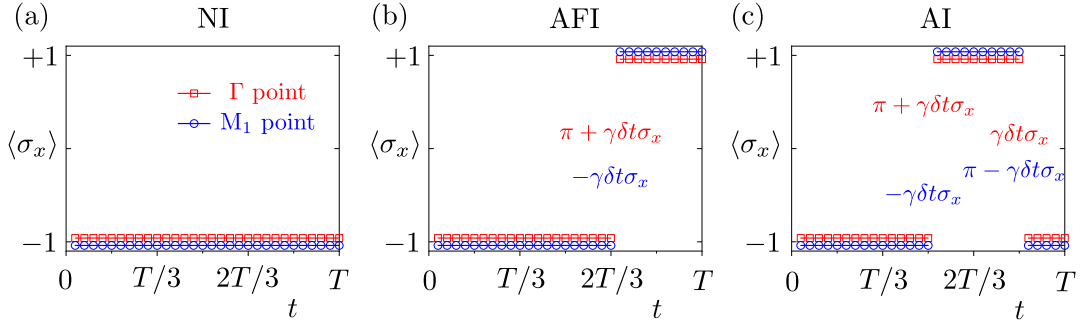 (a) NI
+1
⟨σₓ⟩
−1
Γ point
M₁ point
0 T/3 2T/3 T
t
(b) AFI
+1
⟨σₓ⟩
−1
π + γδtσₓ
−γδtσₓ
0 T/3 2T/3 T
t
(c) AI
+1
⟨σₓ⟩
−1
π + γδtσₓ
γδtσₓ
π − γδtσₓ
−γδtσₓ
0 T/3 2T/3 T
t